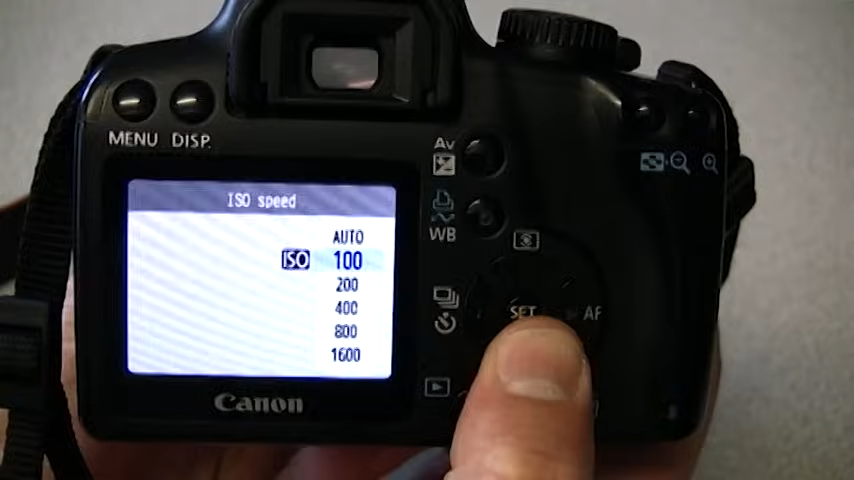 MENU DISP.
Av
WB
ISO speed
AUTO
ISO 100
200
400
800
1600
SET
AF
Canon